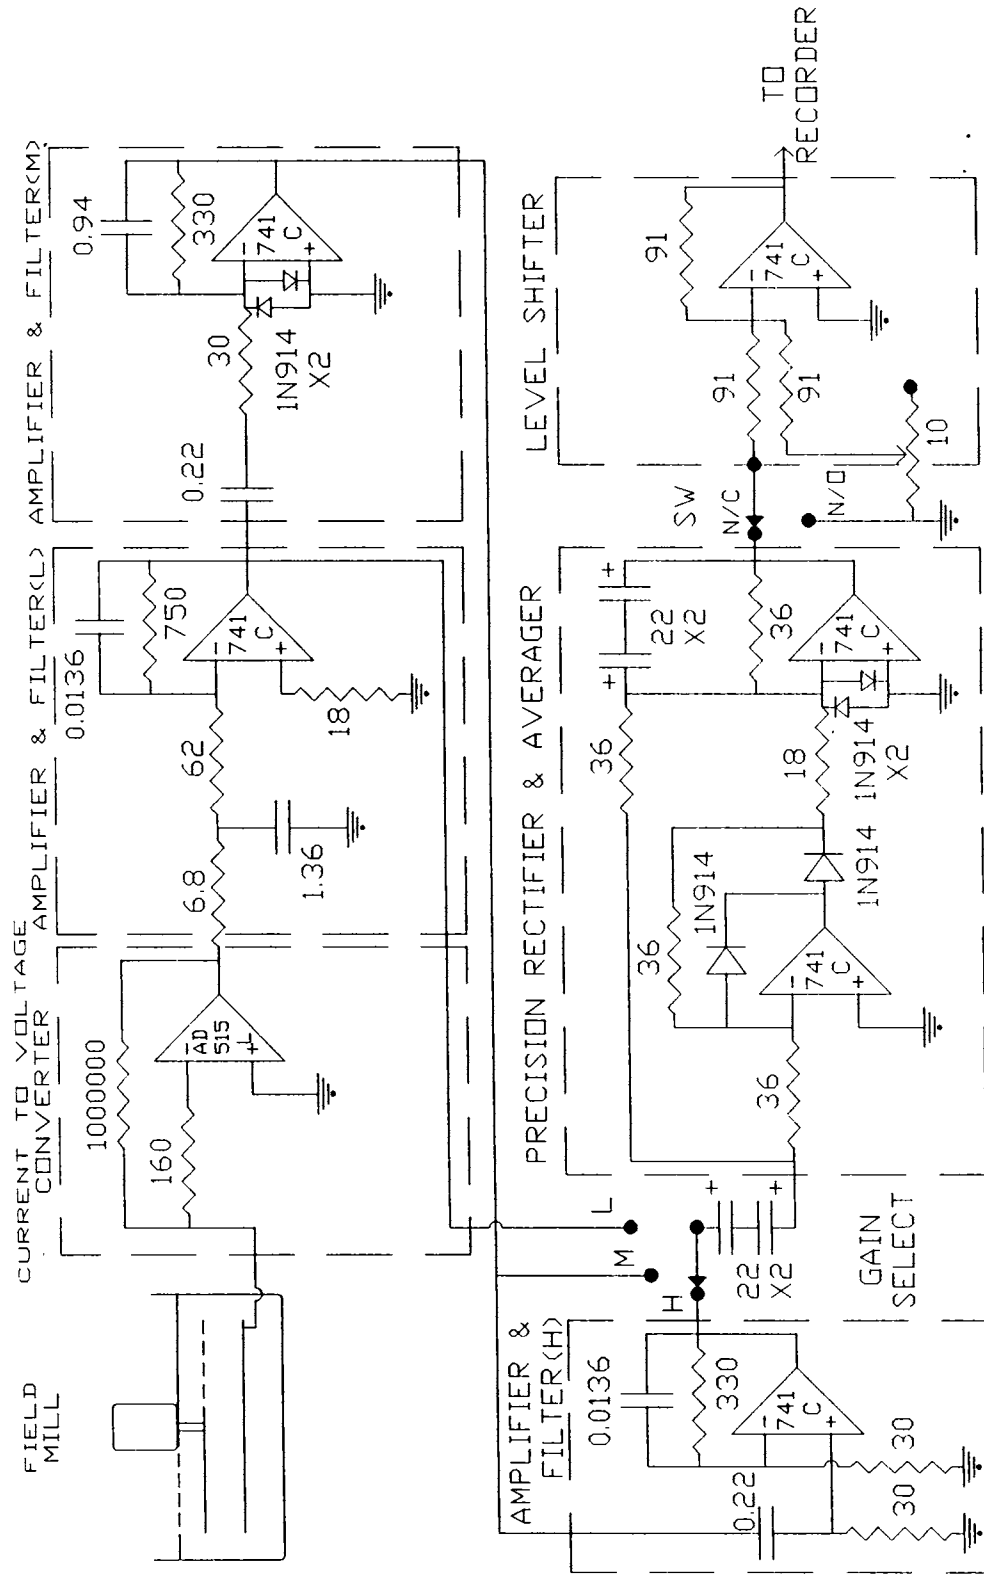 FIELD
MILL
CURRENT TO VOLTAGE
CONVERTER
1000000
160
−
AD
515
L
+
AMPLIFIER & FILTER(L)
0.0136
6.8
1.36
62
750
−
741
C
+
18
AMPLIFIER & FILTER(M)
0.22
30
1N914
X2
0.94
330
−
741
C
+
AMPLIFIER &
FILTER(H)
0.0136
330
−
741
C
+
0.22
30
30
H
M
L
+
22
X2
+
GAIN
SELECT
PRECISION RECTIFIER & AVERAGER
36
36
1N914
−
741
C
+
1N914
36
18
1N914
X2
+
22
X2
+
36
−
741
C
+
SW
N/C
N/O
LEVEL SHIFTER
91
91
91
10
−
741
C
+
TO
RECORDER